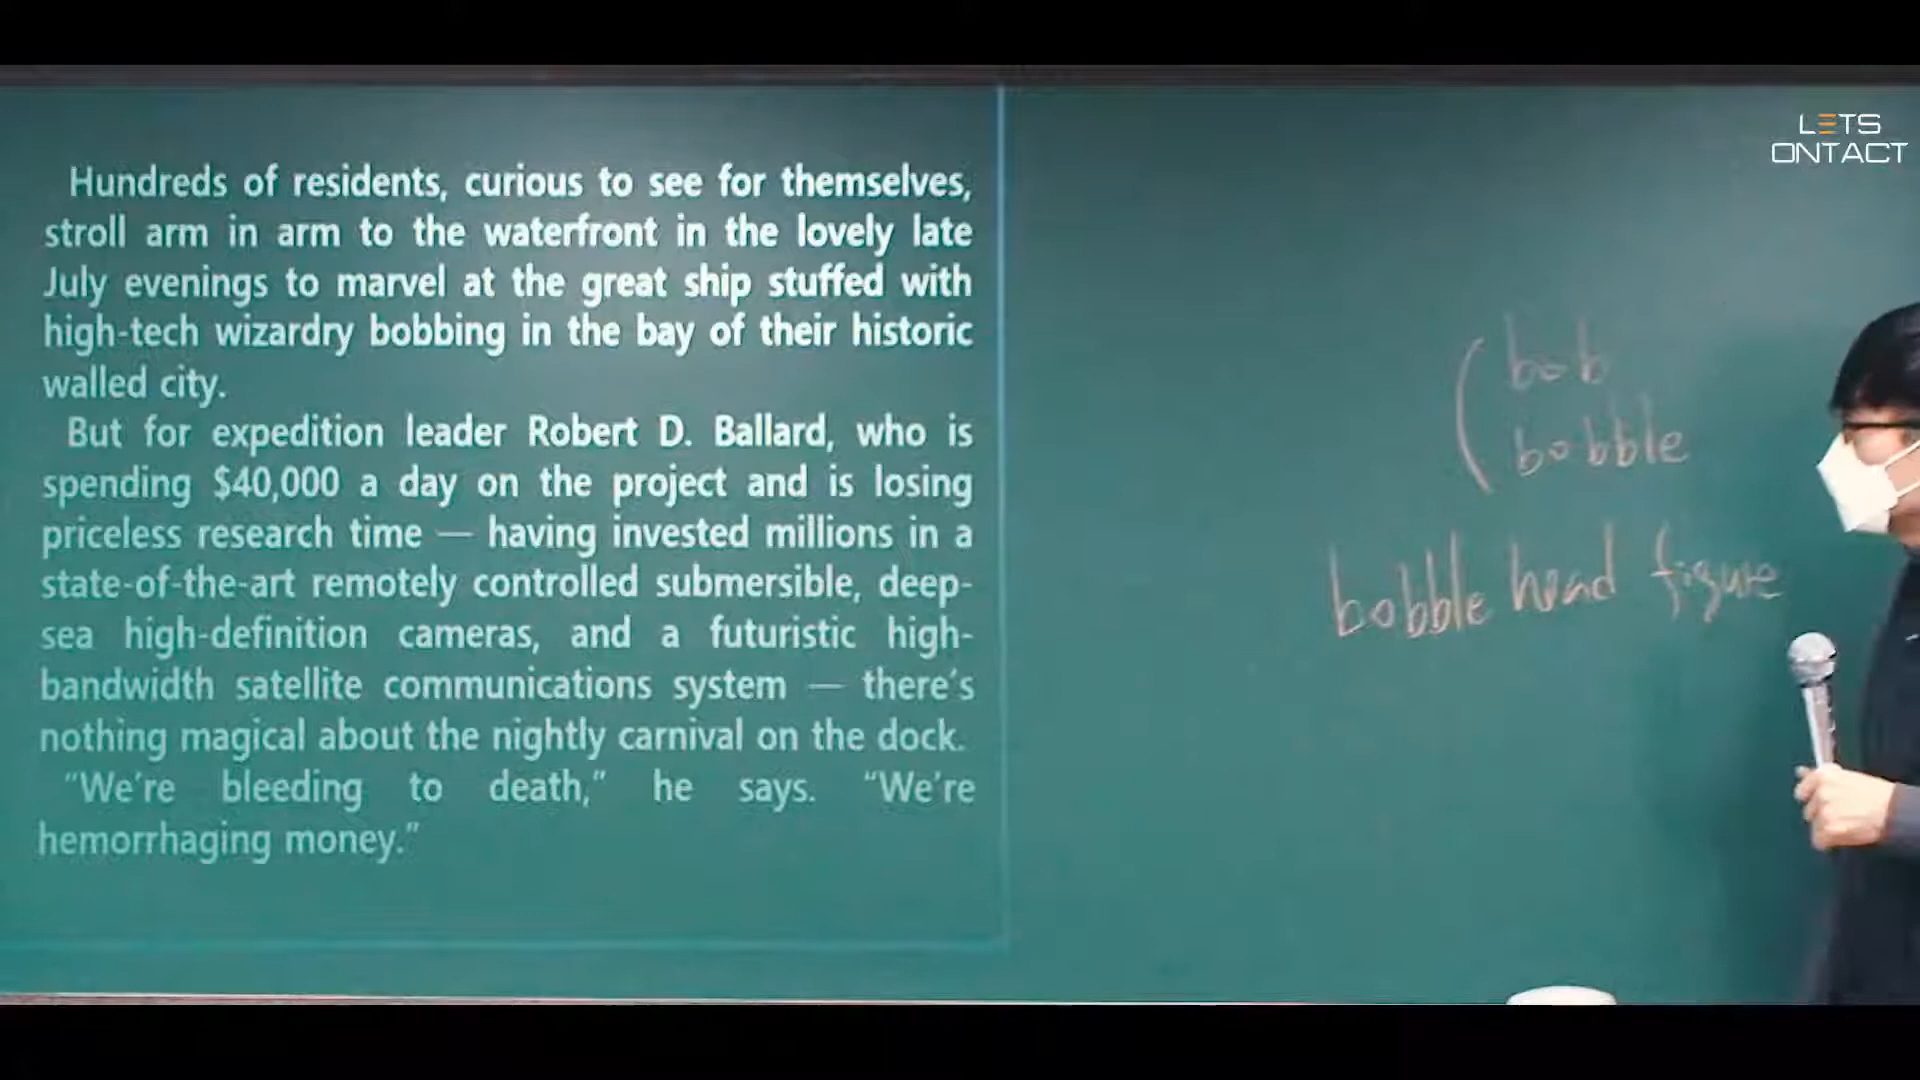 Hundreds of residents, curious to see for themselves,
stroll arm in arm to the waterfront in the lovely late
July evenings to marvel at the great ship stuffed with
high-tech wizardry bobbing in the bay of their historic
walled city.
But for expedition leader Robert D. Ballard, who is
spending $40,000 a day on the project and is losing
priceless research time — having invested millions in a
state-of-the-art remotely controlled submersible, deep-
sea high-definition cameras, and a futuristic high-
bandwidth satellite communications system — there's
nothing magical about the nightly carnival on the dock.
"We're bleeding to death," he says. "We're
hemorrhaging money."
LETS
ONTACT
bob
bobble
bobble head figure